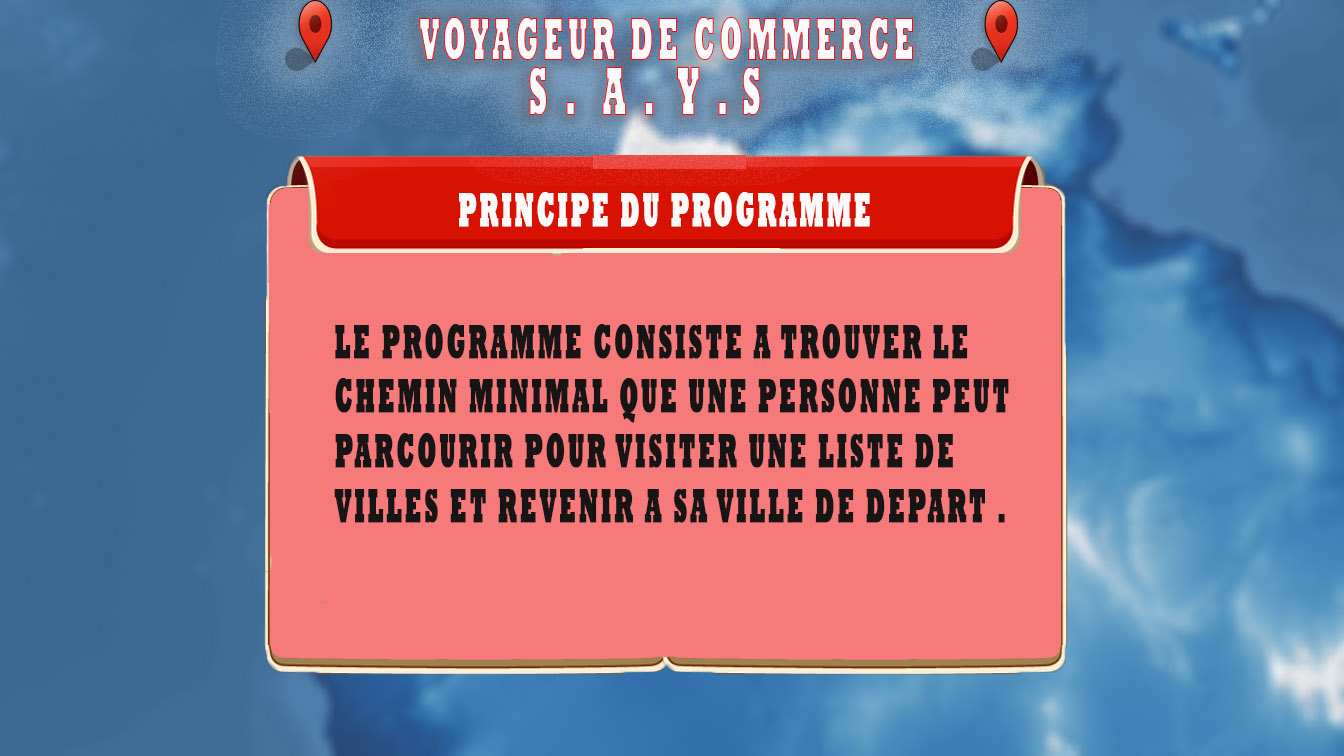 VOYAGEUR DE COMMERCE
S . A . Y . S
PRINCIPE DU PROGRAMME
LE PROGRAMME CONSISTE A TROUVER LE
CHEMIN MINIMAL QUE UNE PERSONNE PEUT
PARCOURIR POUR VISITER UNE LISTE DE
VILLES ET REVENIR A SA VILLE DE DEPART .